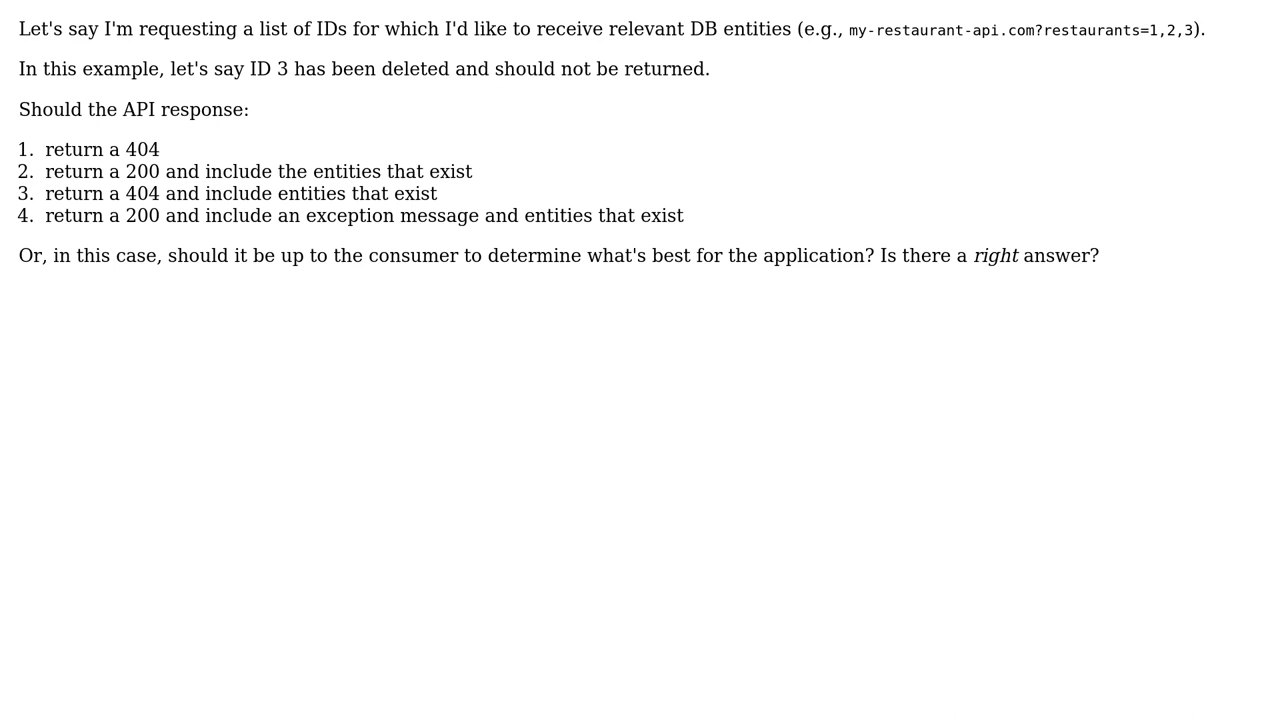 Let's say I'm requesting a list of IDs for which I'd like to receive relevant DB entities (e.g., my-restaurant-api.com?restaurants=1,2,3).
In this example, let's say ID 3 has been deleted and should not be returned.
Should the API response:
1. return a 404
2. return a 200 and include the entities that exist
3. return a 404 and include entities that exist
4. return a 200 and include an exception message and entities that exist
Or, in this case, should it be up to the consumer to determine what's best for the application? Is there a right answer?